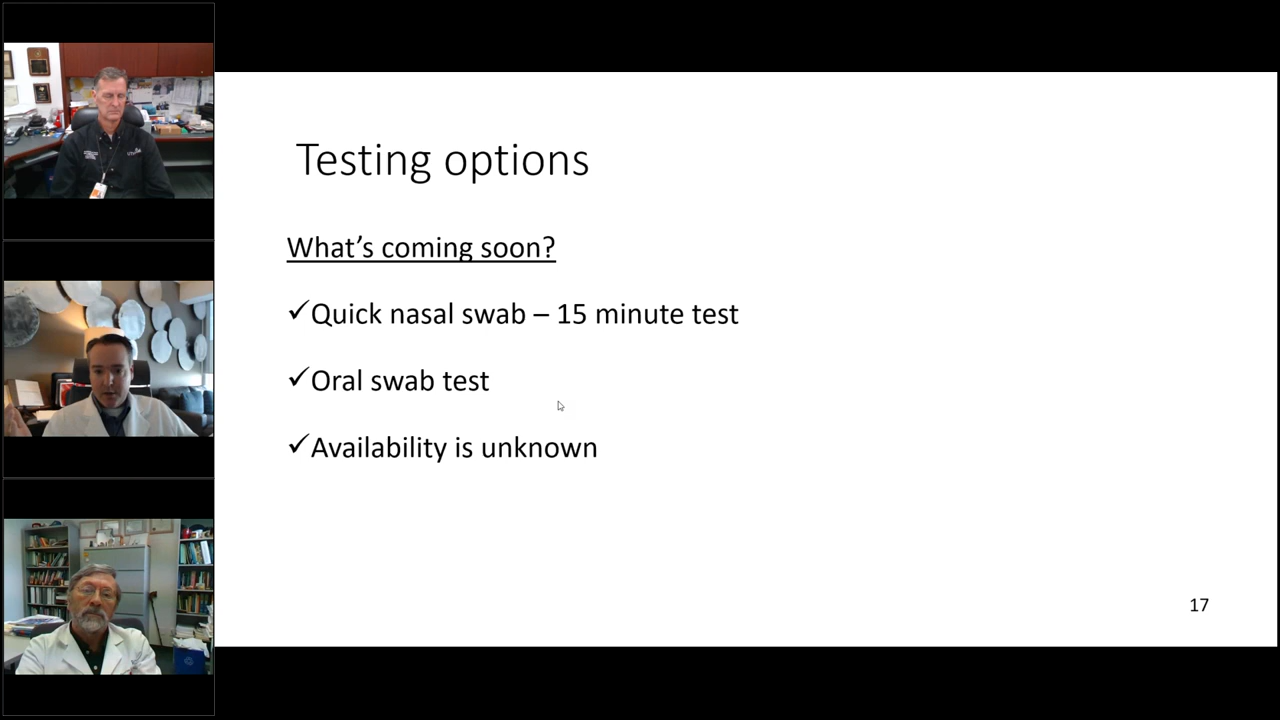 Testing options
What’s coming soon?
✓Quick nasal swab – 15 minute test
✓Oral swab test
✓Availability is unknown
17